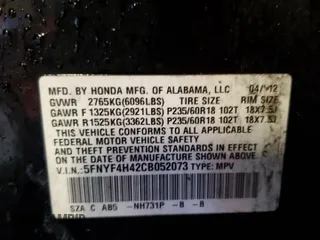 MFD. BY HONDA MFG. OF ALABAMA, LLC 04/12
GVWR 2765KG(6096LBS) TIRE SIZE RIM SIZE
GAWR F 1325KG(2921LBS) P235/60R18 102T 18X7.5J
GAWR R 1525KG(3362LBS) P235/60R18 102T 18X7.5J
THIS VEHICLE CONFORMS TO ALL APPLICABLE
FEDERAL MOTOR VEHICLE SAFETY AND
STANDARDS IN EFFECT ON THE DATE OF
MANUFACTURE SHOWN ABOVE.
V.I.N.: 5FNYF4H42CB052073 TYPE: MPV
SZA C AB5 -NH731P -B -B